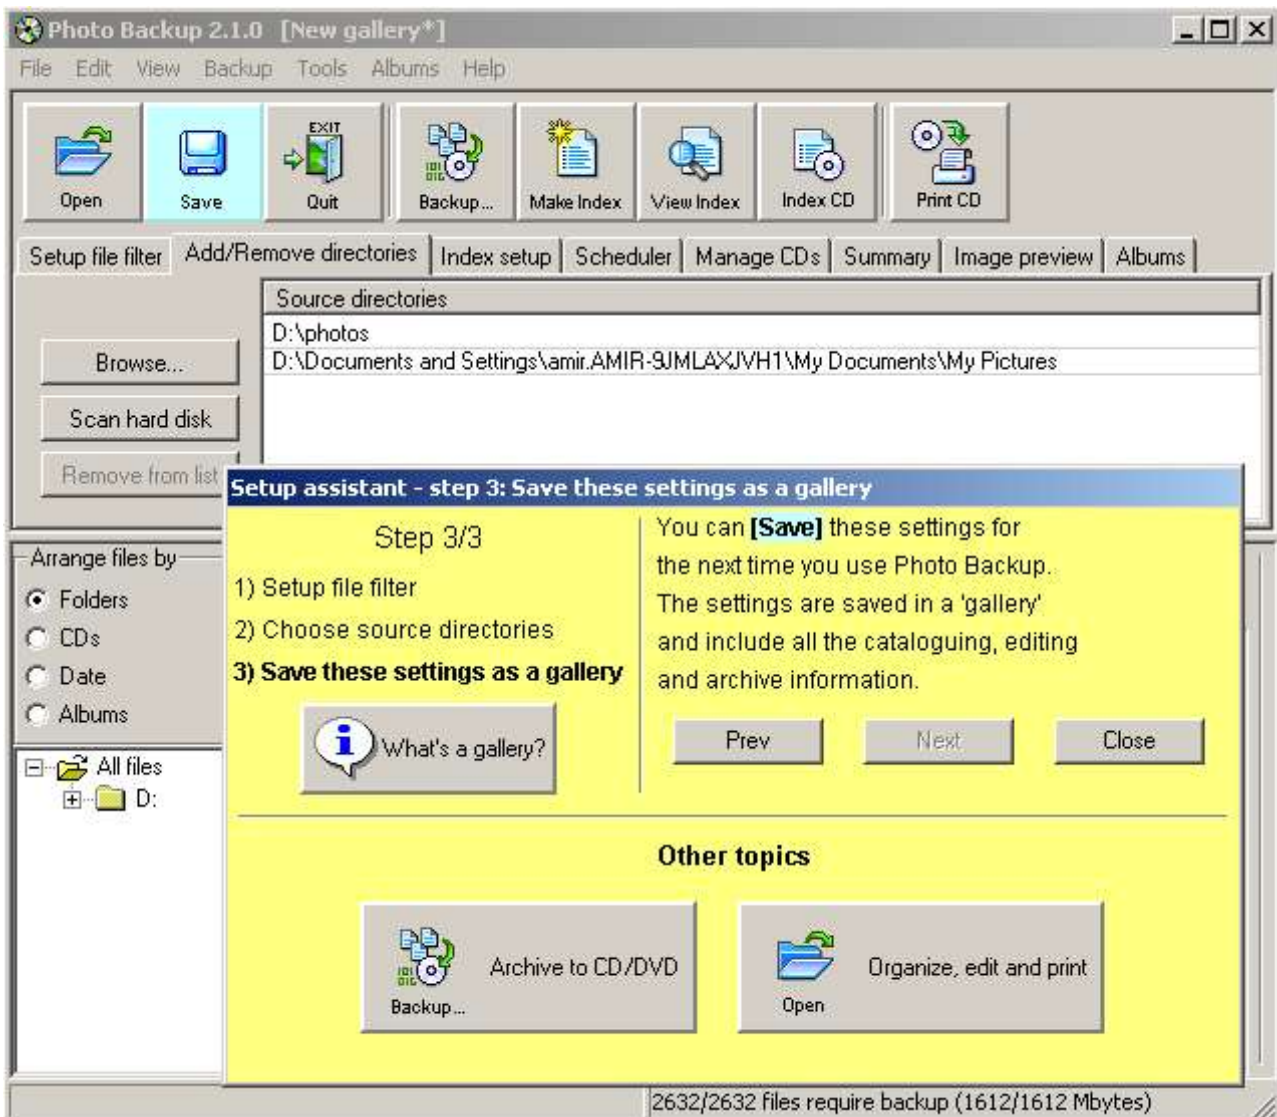 Photo Backup 2.1.0 [New gallery*]
File Edit View Backup Tools Albums Help
EXIT
Open Save Quit Backup... Make Index View Index Index CD Print CD
Setup file filter Add/Remove directories Index setup Scheduler Manage CDs Summary Image preview Albums
Source directories
D:\photos
D:\Documents and Settings\amir.AMIR-9JMLAXJVH1\My Documents\My Pictures
Browse...
Scan hard disk
Remove from list
Arrange files by
Folders
CDs
Date
Albums
All files
D:
Setup assistant - step 3: Save these settings as a gallery
Step 3/3
1) Setup file filter
2) Choose source directories
3) Save these settings as a gallery
What's a gallery?
You can [Save] these settings for
the next time you use Photo Backup.
The settings are saved in a 'gallery'
and include all the cataloguing, editing
and archive information.
Prev Next Close
Other topics
Backup... Archive to CD/DVD
Open Organize, edit and print
2632/2632 files require backup (1612/1612 Mbytes)